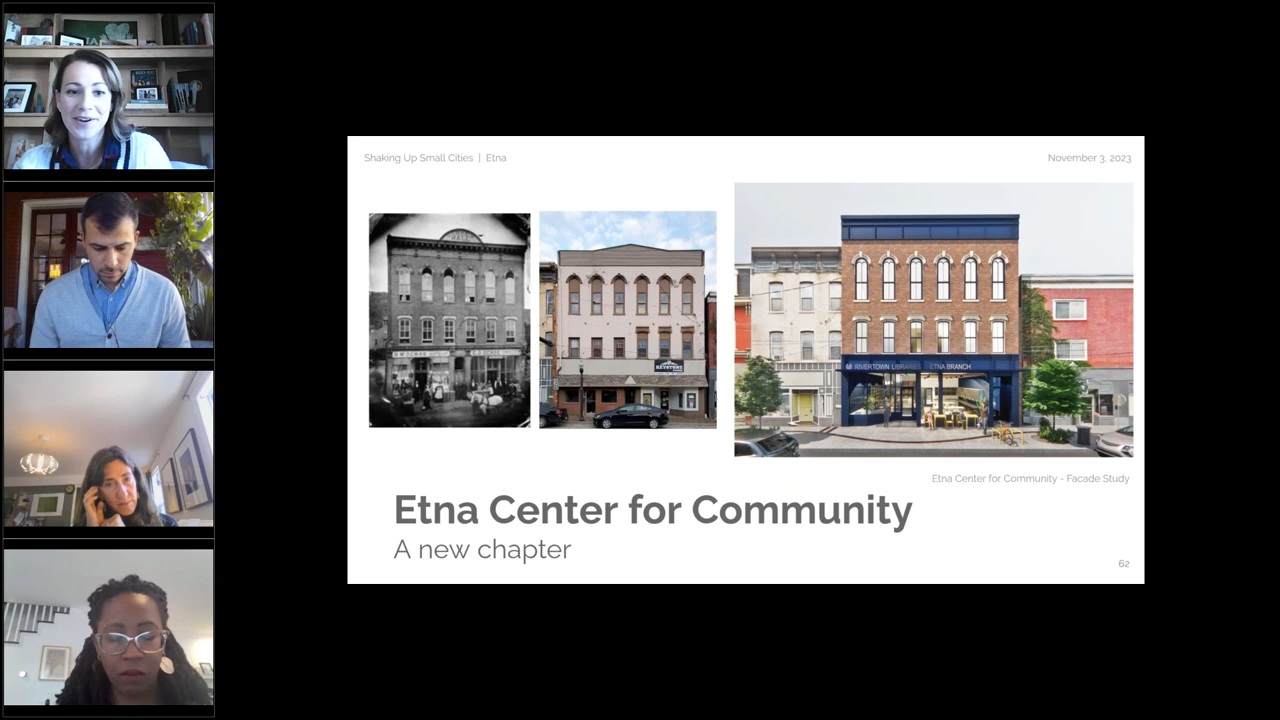 Shaking Up Small Cities | Etna
November 3, 2023
KEYSTONE
RIVERTOWN LIBRARY ETNA BRANCH
Etna Center for Community - Facade Study
Etna Center for Community
A new chapter
62